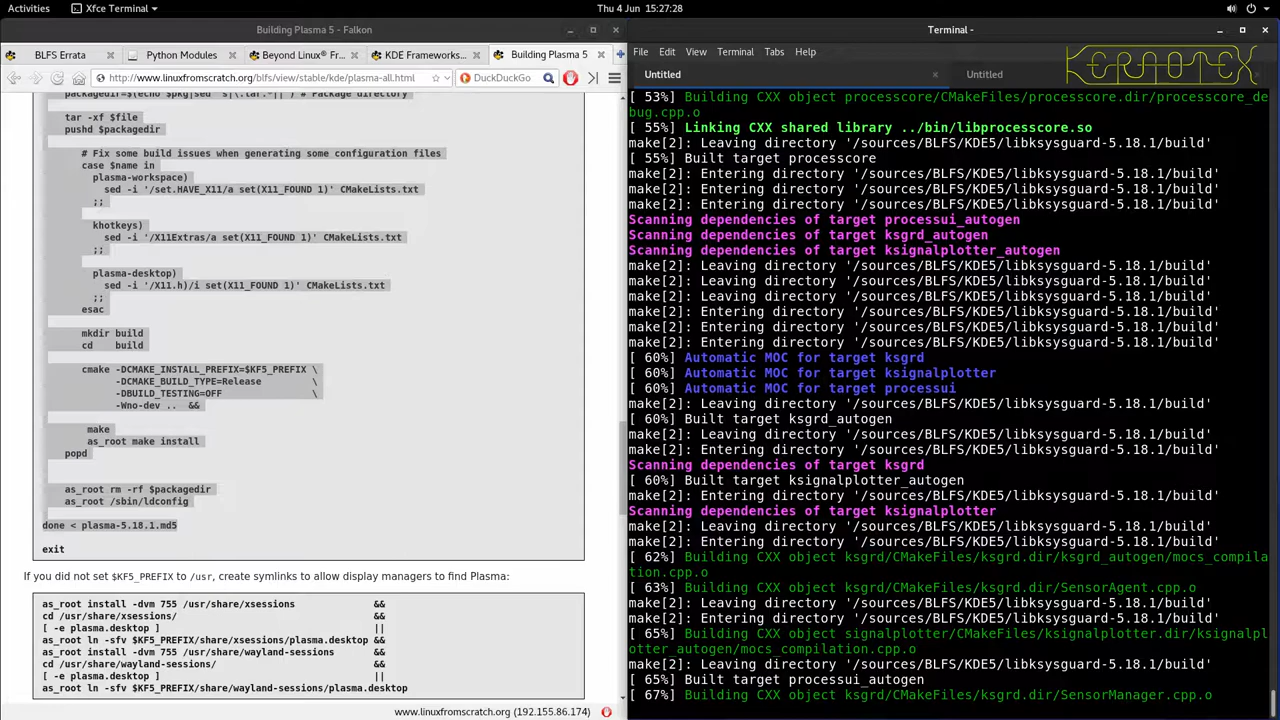 Activities
Xfce Terminal
Thu 4 Jun 15:27:28
Building Plasma 5 - Falkon
BLFS Errata
Python Modules
Beyond Linux® Fr...
KDE Frameworks...
Building Plasma 5
http://www.linuxfromscratch.org/blfs/view/stable/kde/plasma-all.html
DuckDuckGo
packagedir=$(echo $pkg|sed 's|\.tar.*||') # Package directory
tar -xf $file
pushd $packagedir
# Fix some build issues when generating some configuration files
case $name in
plasma-workspace)
sed -i '/set.HAVE_X11/a set(X11_FOUND 1)' CMakeLists.txt
;;
khotkeys)
sed -i '/X11Extras/a set(X11_FOUND 1)' CMakeLists.txt
;;
plasma-desktop)
sed -i '/X11.h)/i set(X11_FOUND 1)' CMakeLists.txt
;;
esac
mkdir build
cd    build
cmake -DCMAKE_INSTALL_PREFIX=$KF5_PREFIX \
-DCMAKE_BUILD_TYPE=Release         \
-DBUILD_TESTING=OFF                \
-Wno-dev ..  &&
make
as_root make install
popd
as_root rm -rf $packagedir
as_root /sbin/ldconfig
done < plasma-5.18.1.md5
exit
If you did not set $KF5_PREFIX to /usr, create symlinks to allow display managers to find Plasma:
as_root install -dvm 755 /usr/share/xsessions              &&
cd /usr/share/xsessions/                                   &&
[ -e plasma.desktop ]                                      ||
as_root ln -sfv $KF5_PREFIX/share/xsessions/plasma.desktop &&
as_root install -dvm 755 /usr/share/wayland-sessions       &&
cd /usr/share/wayland-sessions/                            &&
[ -e plasma.desktop ]                                      ||
as_root ln -sfv $KF5_PREFIX/share/wayland-sessions/plasma.desktop
www.linuxfromscratch.org (192.155.86.174)
Terminal -
File Edit View Terminal Tabs Help
KERNOTEX
Untitled
Untitled
[ 53%] Building CXX object processcore/CMakeFiles/processcore.dir/processcore_de
bug.cpp.o
[ 55%] Linking CXX shared library ../bin/libprocesscore.so
make[2]: Leaving directory '/sources/BLFS/KDE5/libksysguard-5.18.1/build'
[ 55%] Built target processcore
make[2]: Entering directory '/sources/BLFS/KDE5/libksysguard-5.18.1/build'
make[2]: Entering directory '/sources/BLFS/KDE5/libksysguard-5.18.1/build'
make[2]: Entering directory '/sources/BLFS/KDE5/libksysguard-5.18.1/build'
Scanning dependencies of target processui_autogen
Scanning dependencies of target ksgrd_autogen
Scanning dependencies of target ksignalplotter_autogen
make[2]: Leaving directory '/sources/BLFS/KDE5/libksysguard-5.18.1/build'
make[2]: Leaving directory '/sources/BLFS/KDE5/libksysguard-5.18.1/build'
make[2]: Leaving directory '/sources/BLFS/KDE5/libksysguard-5.18.1/build'
make[2]: Entering directory '/sources/BLFS/KDE5/libksysguard-5.18.1/build'
make[2]: Entering directory '/sources/BLFS/KDE5/libksysguard-5.18.1/build'
make[2]: Entering directory '/sources/BLFS/KDE5/libksysguard-5.18.1/build'
[ 60%] Automatic MOC for target ksgrd
[ 60%] Automatic MOC for target ksignalplotter
[ 60%] Automatic MOC for target processui
make[2]: Leaving directory '/sources/BLFS/KDE5/libksysguard-5.18.1/build'
[ 60%] Built target ksgrd_autogen
make[2]: Leaving directory '/sources/BLFS/KDE5/libksysguard-5.18.1/build'
make[2]: Entering directory '/sources/BLFS/KDE5/libksysguard-5.18.1/build'
Scanning dependencies of target ksgrd
[ 60%] Built target ksignalplotter_autogen
make[2]: Entering directory '/sources/BLFS/KDE5/libksysguard-5.18.1/build'
Scanning dependencies of target ksignalplotter
make[2]: Leaving directory '/sources/BLFS/KDE5/libksysguard-5.18.1/build'
make[2]: Entering directory '/sources/BLFS/KDE5/libksysguard-5.18.1/build'
[ 62%] Building CXX object ksgrd/CMakeFiles/ksgrd.dir/ksgrd_autogen/mocs_compila
tion.cpp.o
[ 63%] Building CXX object ksgrd/CMakeFiles/ksgrd.dir/SensorAgent.cpp.o
make[2]: Leaving directory '/sources/BLFS/KDE5/libksysguard-5.18.1/build'
make[2]: Entering directory '/sources/BLFS/KDE5/libksysguard-5.18.1/build'
[ 65%] Building CXX object signalplotter/CMakeFiles/ksignalplotter.dir/ksignalpl
otter_autogen/mocs_compilation.cpp.o
make[2]: Leaving directory '/sources/BLFS/KDE5/libksysguard-5.18.1/build'
[ 65%] Built target processui_autogen
[ 67%] Building CXX object ksgrd/CMakeFiles/ksgrd.dir/SensorManager.cpp.o